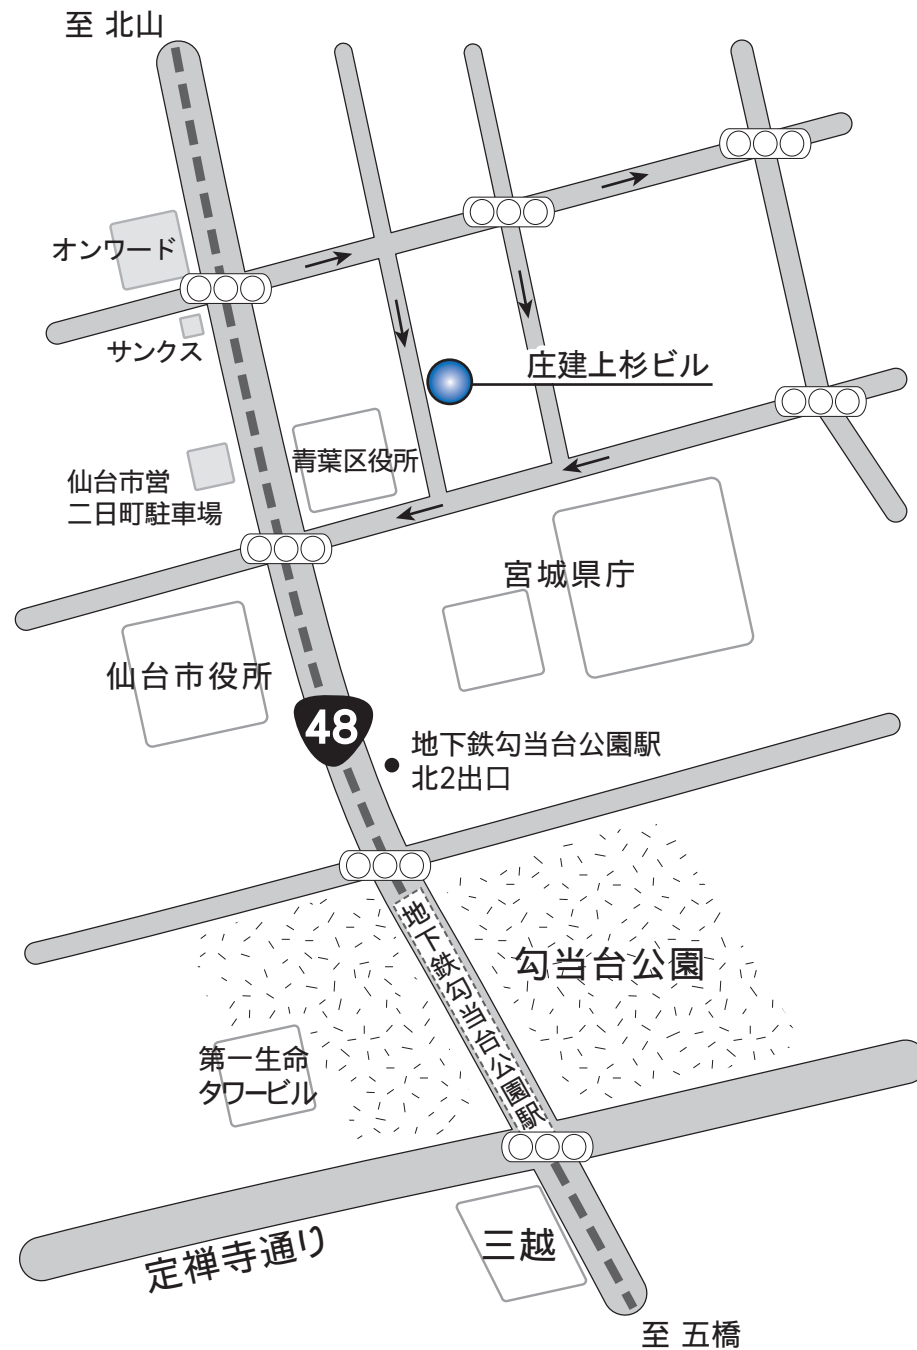 至 北山
オンワード
サンクス
庄建上杉ビル
青葉区役所
仙台市営
二日町駐車場
宮城県庁
仙台市役所
48
地下鉄勾当台公園駅
北2出口
地下鉄勾当台公園駅
勾当台公園
第一生命
タワービル
定禅寺通り
三越
至 五橋